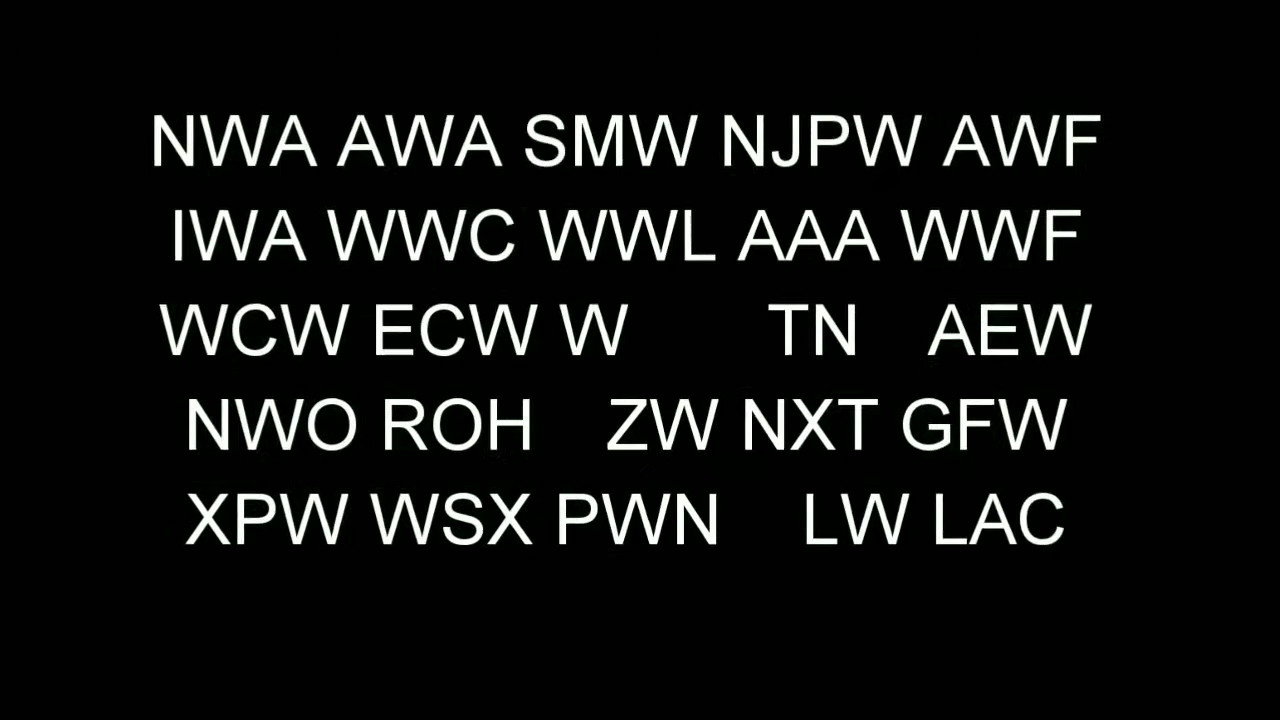 NWA AWA SMW NJPW AWF
IWA WWC WWL AAA WWF
WCW ECW W TN AEW
NWO ROH ZW NXT GFW
XPW WSX PWN LW LAC